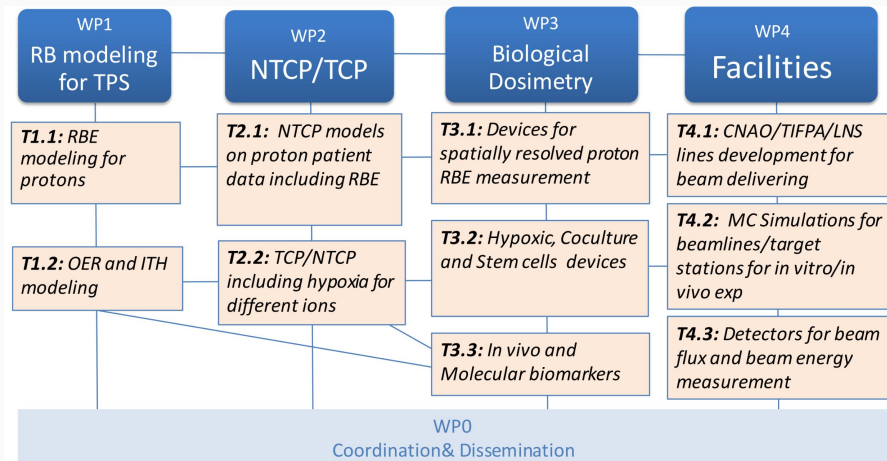 WP1
RB modeling
for TPS
WP2
NTCP/TCP
WP3
Biological
Dosimetry
WP4
Facilities
T1.1: RBE
modeling for
protons
T2.1: NTCP models
on proton patient
data including RBE
T3.1: Devices for
spatially resolved proton
RBE measurement
T4.1: CNAO/TIFPA/LNS
lines development for
beam delivering
T1.2: OER and ITH
modeling
T2.2: TCP/NTCP
including hypoxia for
different ions
T3.2: Hypoxic, Coculture
and Stem cells devices
T4.2: MC Simulations for
beamlines/target
stations for in vitro/in
vivo exp
T3.3: In vivo and
Molecular biomarkers
T4.3: Detectors for beam
flux and beam energy
measurement
WP0
Coordination& Dissemination